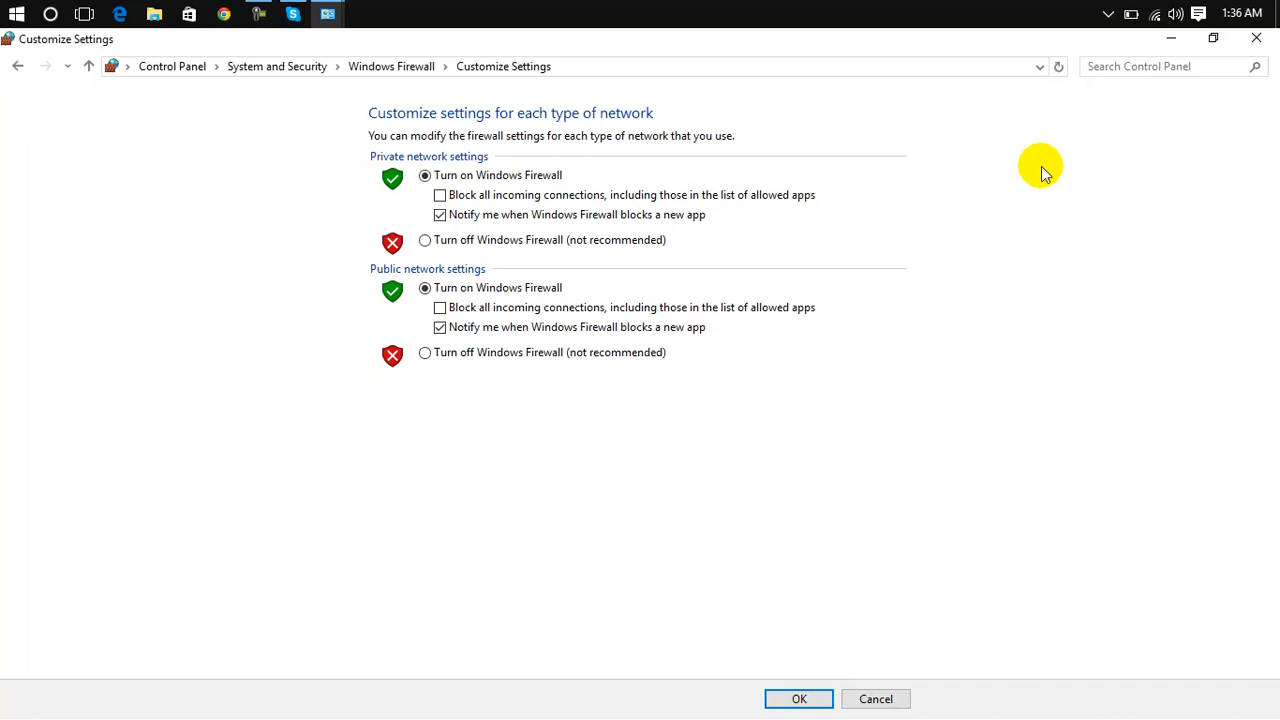 1:36 AM
Customize Settings
Control Panel > System and Security > Windows Firewall > Customize Settings
Search Control Panel
Customize settings for each type of network
You can modify the firewall settings for each type of network that you use.
Private network settings
Turn on Windows Firewall
Block all incoming connections, including those in the list of allowed apps
Notify me when Windows Firewall blocks a new app
Turn off Windows Firewall (not recommended)
Public network settings
Turn on Windows Firewall
Block all incoming connections, including those in the list of allowed apps
Notify me when Windows Firewall blocks a new app
Turn off Windows Firewall (not recommended)
OK Cancel